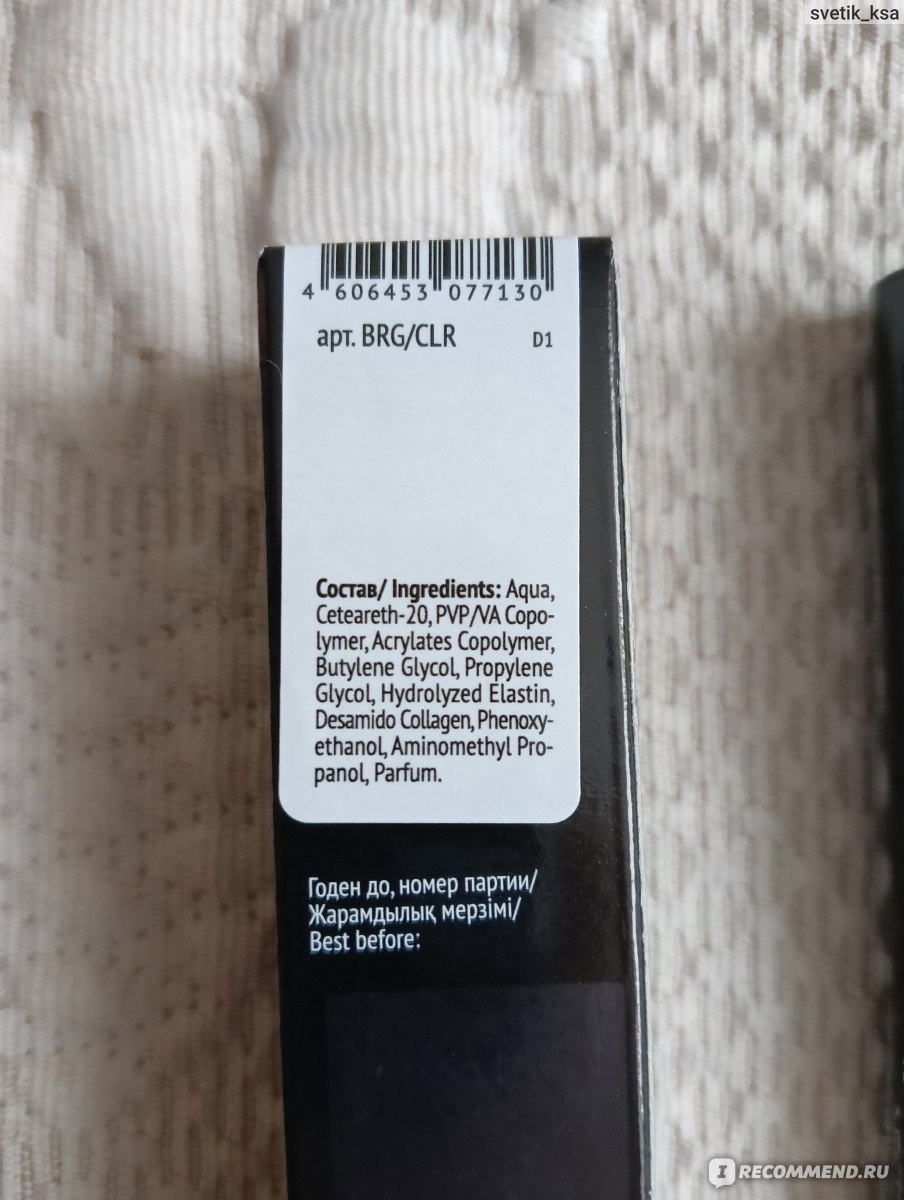 svetik_ksa
4 606453 077130
арт. BRG/CLR D1
Состав/ Ingredients: Aqua,
Ceteareth-20, PVP/VA Copo-
lymer, Acrylates Copolymer,
Butylene Glycol, Propylene
Glycol, Hydrolyzed Elastin,
Desamido Collagen, Phenoxy-
ethanol, Aminomethyl Pro-
panol, Parfum.
Годен до, номер партии/
Жарамдылық мерзімі/
Best before:
IRECOMMEND.RU